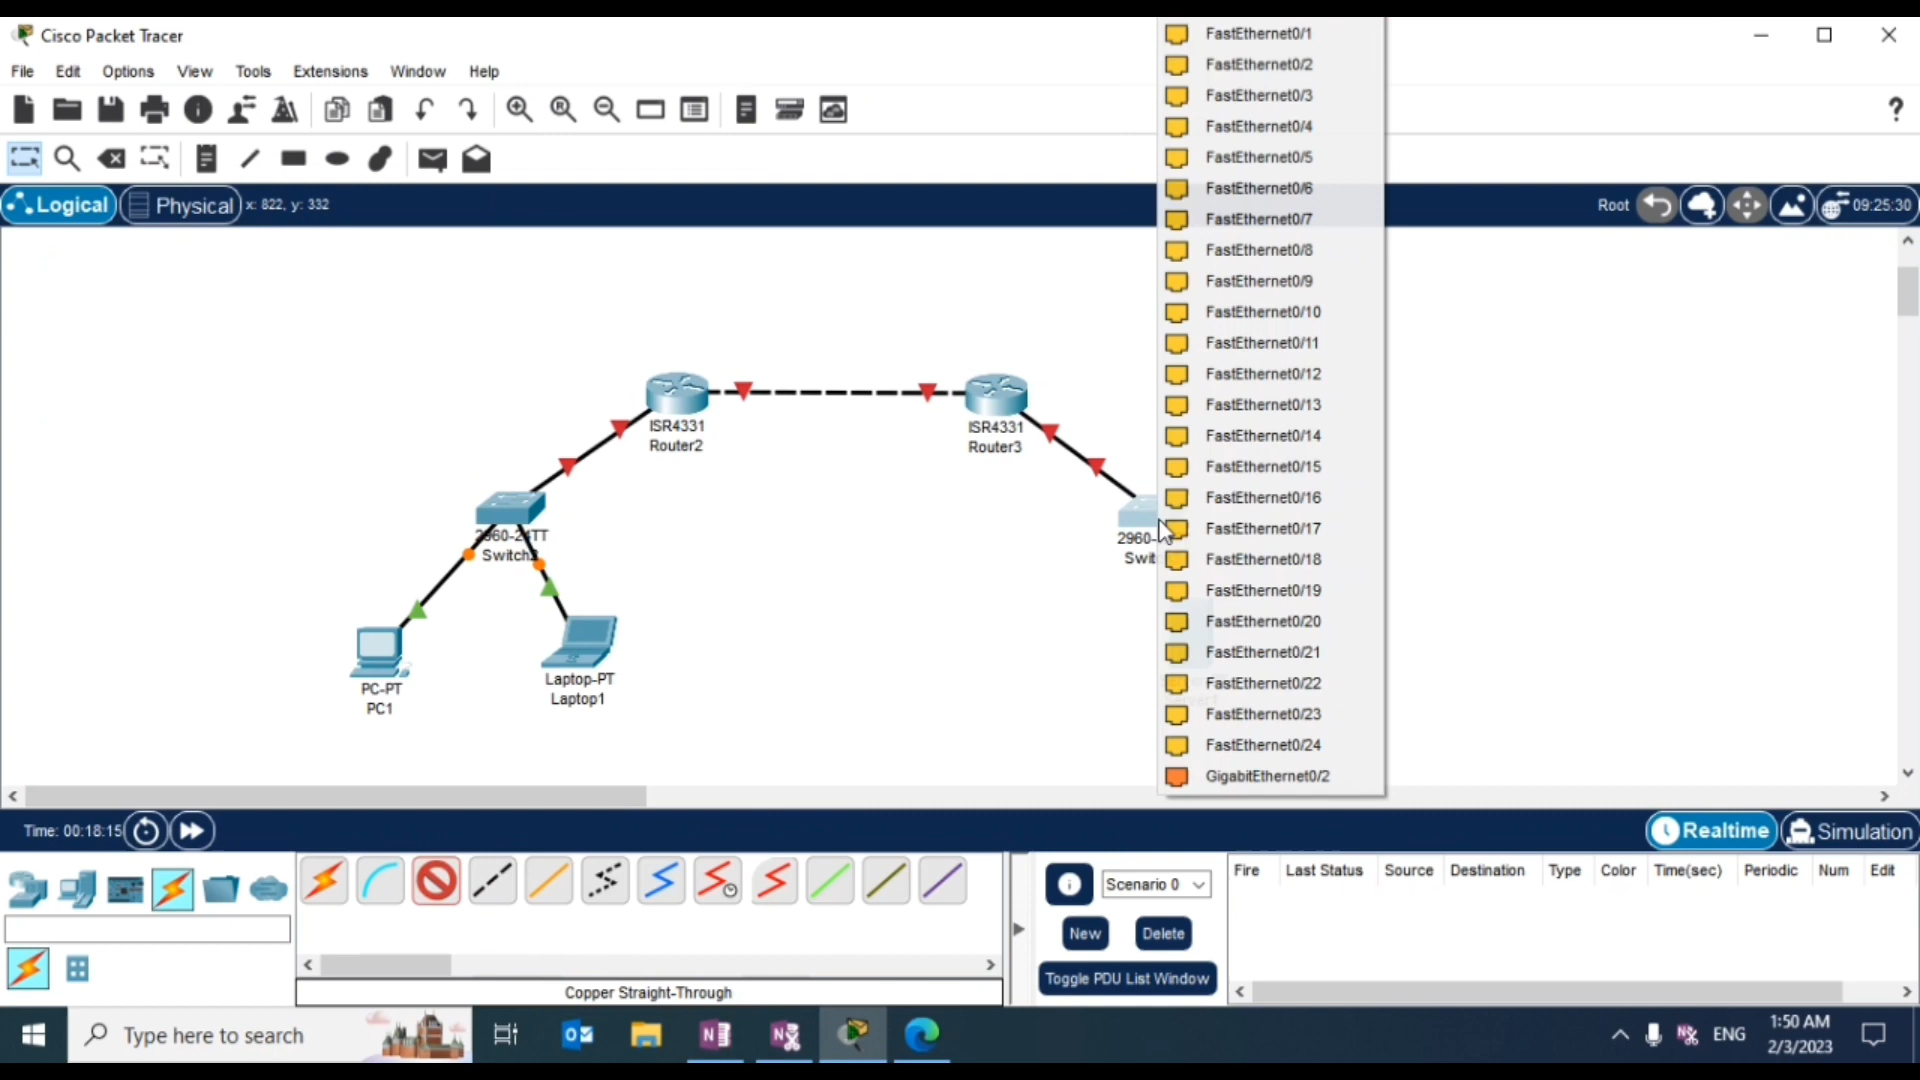 Cisco Packet Tracer
File Edit Options View Tools Extensions Window Help
Logical Physical x: 822, y: 332 Root 09:25:30
FastEthernet0/1
FastEthernet0/2
FastEthernet0/3
FastEthernet0/4
FastEthernet0/5
FastEthernet0/6
FastEthernet0/7
FastEthernet0/8
FastEthernet0/9
FastEthernet0/10
FastEthernet0/11
FastEthernet0/12
FastEthernet0/13
FastEthernet0/14
FastEthernet0/15
FastEthernet0/16
FastEthernet0/17
FastEthernet0/18
FastEthernet0/19
FastEthernet0/20
FastEthernet0/21
FastEthernet0/22
FastEthernet0/23
FastEthernet0/24
GigabitEthernet0/2
ISR4331
Router2
ISR4331
Router3
2960-24TT
2960-
Swit
PC-PT
PC1
Laptop-PT
Laptop1
Time: 00:18:15 Realtime Simulation
Scenario 0
New Delete
Toggle PDU List Window
Fire Last Status Source Destination Type Color Time(sec) Periodic Num Edit
Copper Straight-Through
Type here to search
ENG
1:50 AM
2/3/2023